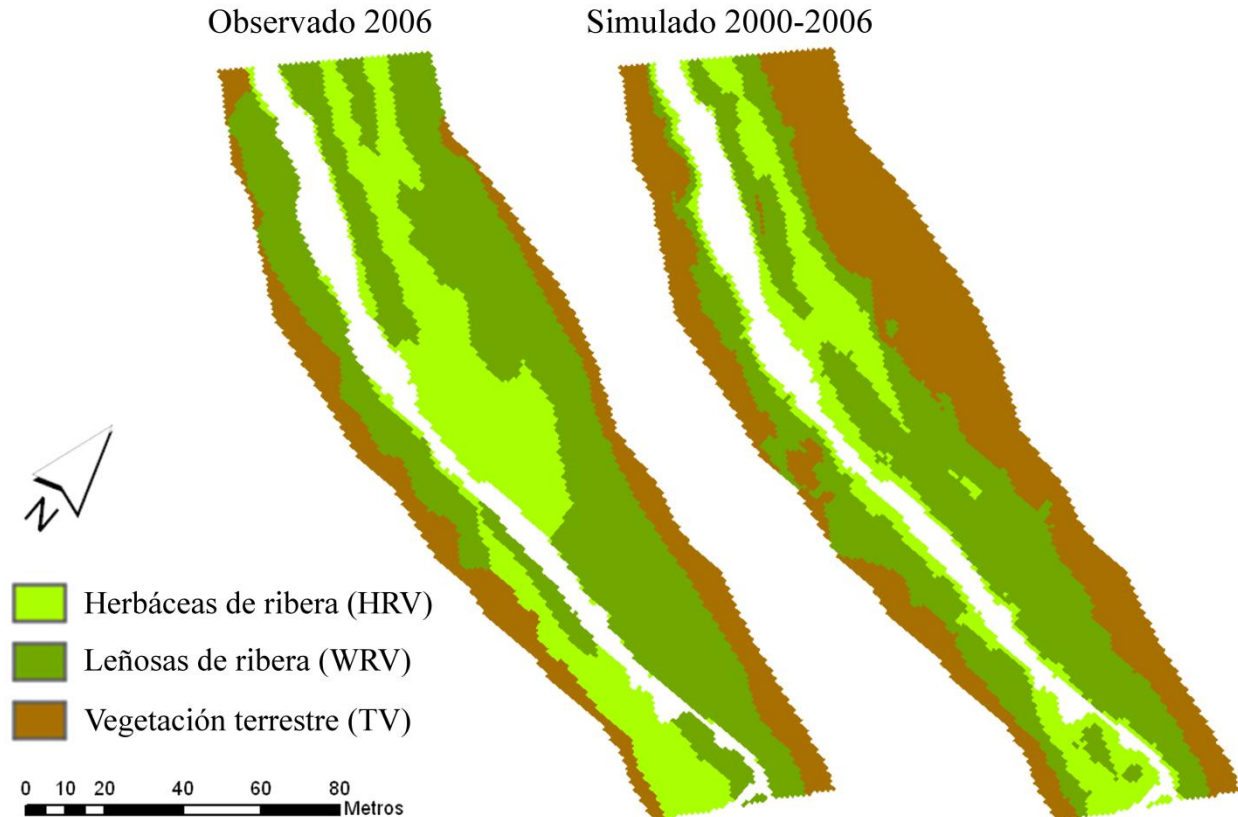 Observado 2006
Simulado 2000-2006
N
Herbáceas de ribera (HRV)
Leñosas de ribera (WRV)
Vegetación terrestre (TV)
0 10 20 40 60 80
Metros